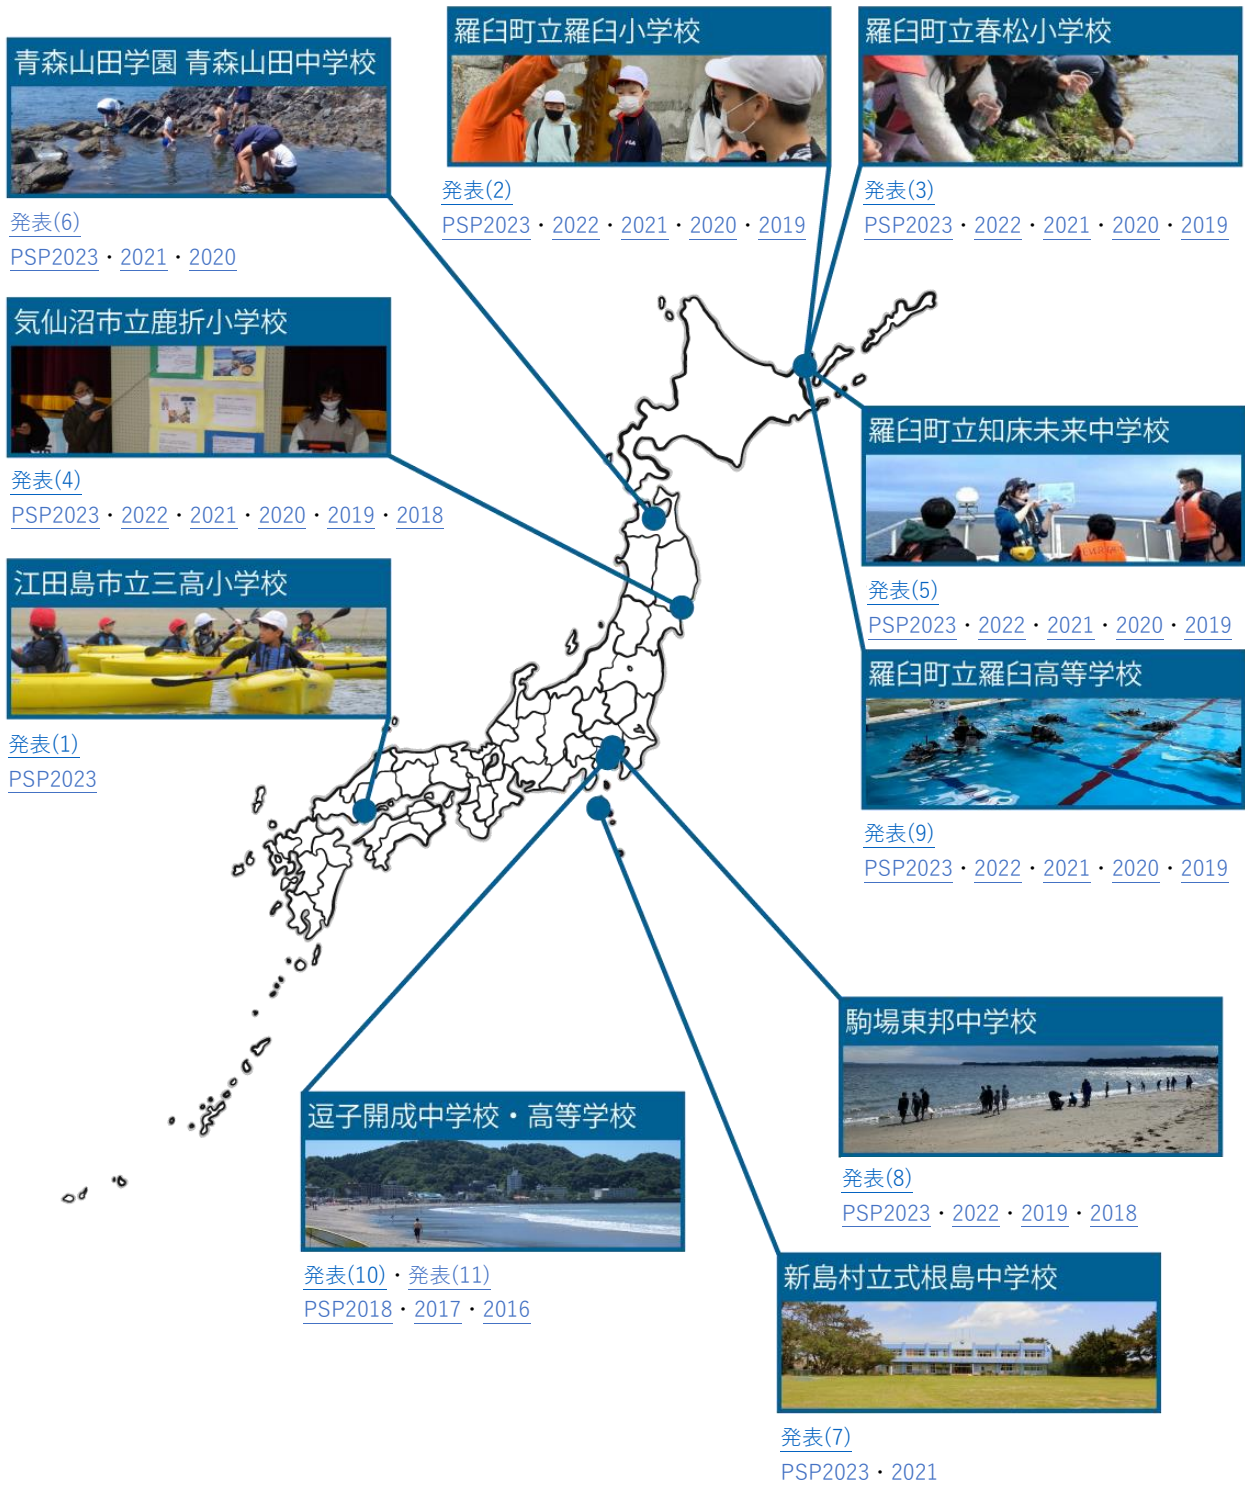 羅臼町立羅臼小学校
発表(2)
PSP2023・2022・2021・2020・2019
羅臼町立春松小学校
発表(3)
PSP2023・2022・2021・2020・2019
青森山田学園 青森山田中学校
発表(6)
PSP2023・2021・2020
気仙沼市立鹿折小学校
発表(4)
PSP2023・2022・2021・2020・2019・2018
羅臼町立知床未来中学校
発表(5)
PSP2023・2022・2021・2020・2019
江田島市立三高小学校
発表(1)
PSP2023
羅臼町立羅臼高等学校
発表(9)
PSP2023・2022・2021・2020・2019
駒場東邦中学校
発表(8)
PSP2023・2022・2019・2018
逗子開成中学校・高等学校
発表(10)・発表(11)
PSP2018・2017・2016
新島村立式根島中学校
発表(7)
PSP2023・2021